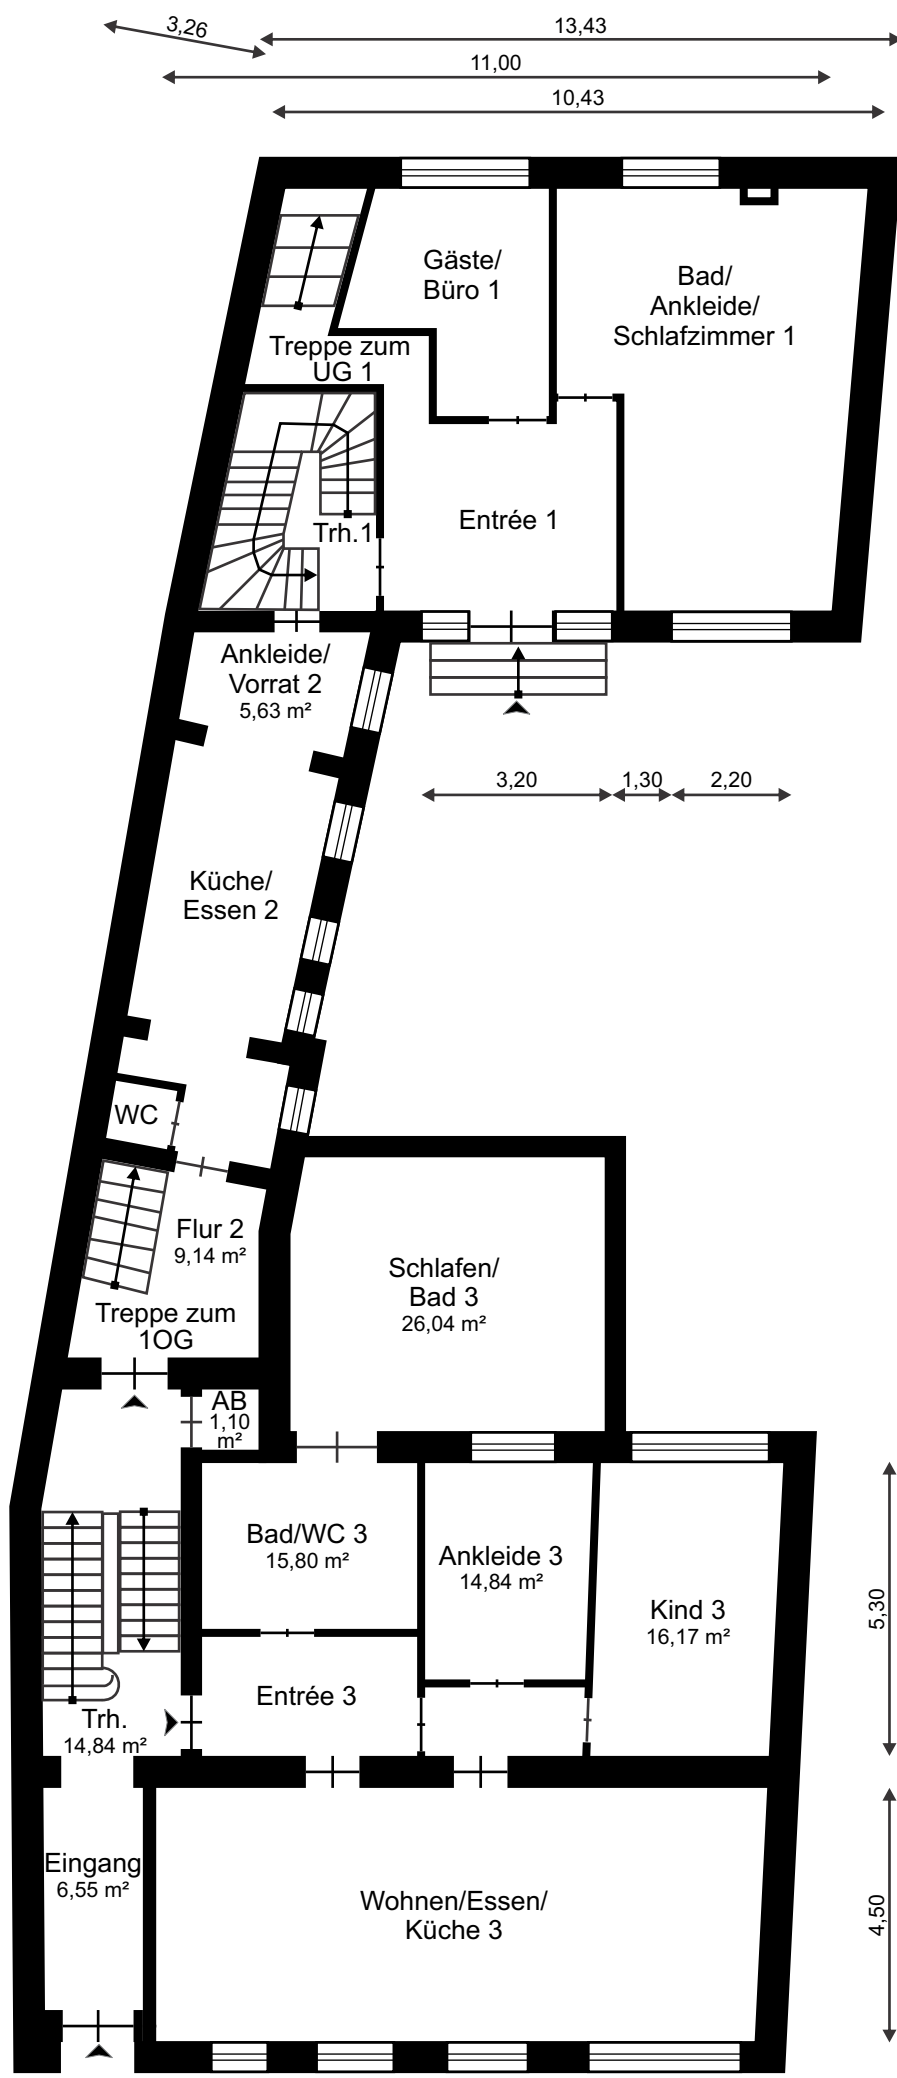 3,26
13,43
11,00
10,43
Gäste/
Büro 1
Bad/
Ankleide/
Schlafzimmer 1
Treppe zum
UG 1
Entrée 1
Trh.1
Ankleide/
Vorrat 2
5,63 m²
3,20
1,30
2,20
Küche/
Essen 2
WC
Flur 2
9,14 m²
Schlafen/
Bad 3
26,04 m²
Treppe zum
1OG
AB
1,10
m²
Bad/WC 3
15,80 m²
Ankleide 3
14,84 m²
Kind 3
16,17 m²
5,30
Entrée 3
Trh.
14,84 m²
Eingang
6,55 m²
Wohnen/Essen/
Küche 3
4,50